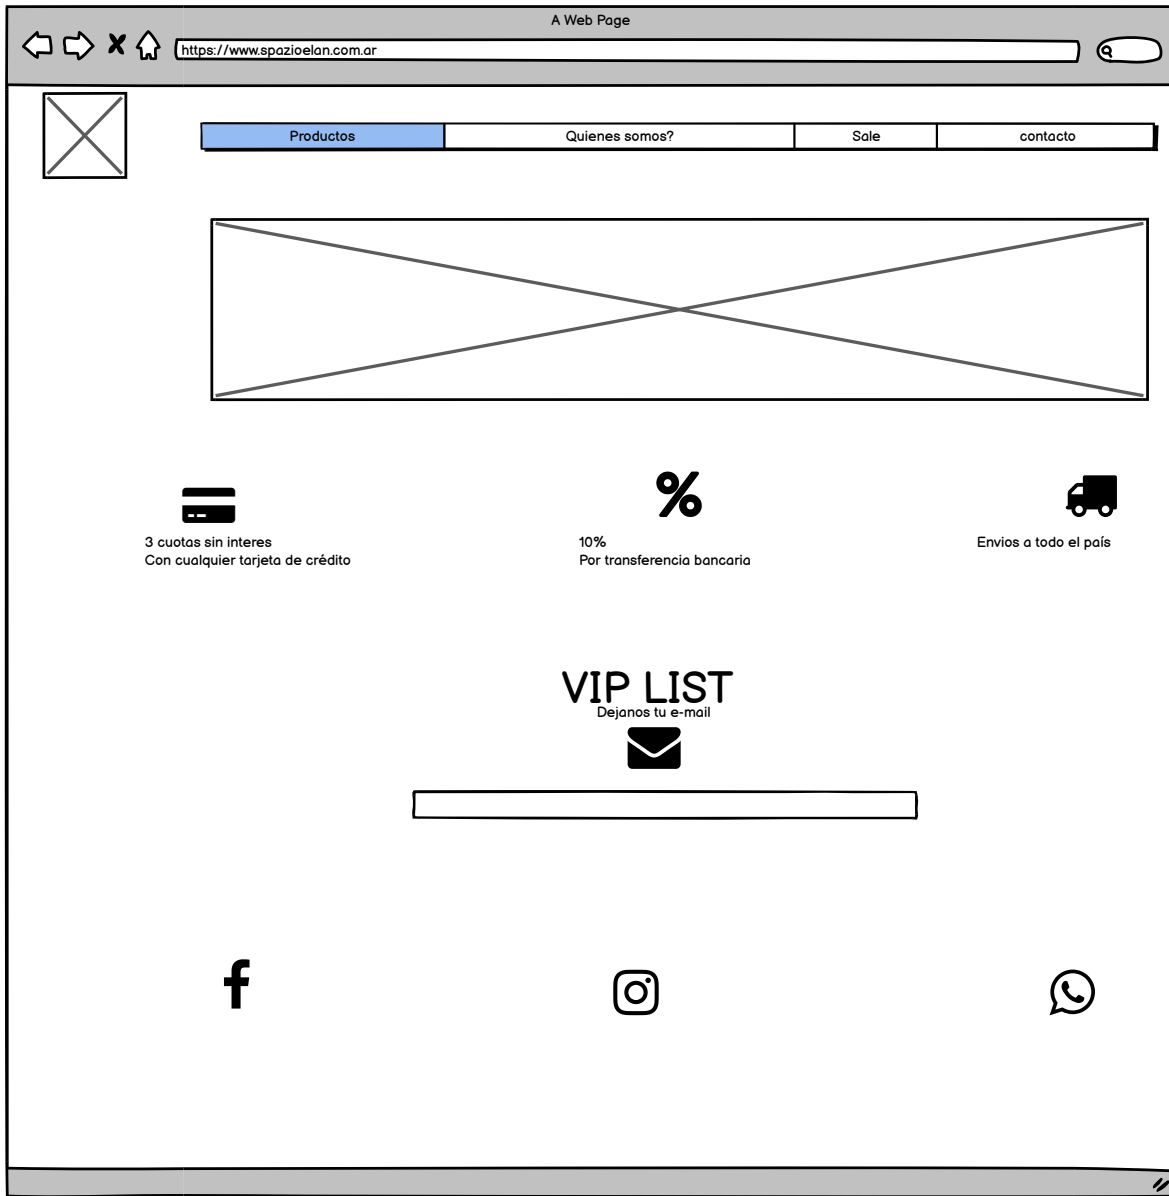 A Web Page
https://www.spazioelan.com.ar
Productos
Quienes somos?
Sale
contacto
3 cuotas sin interes
Con cualquier tarjeta de crédito
10%
Por transferencia bancaria
Envios a todo el país
VIP LIST
Dejanos tu e-mail